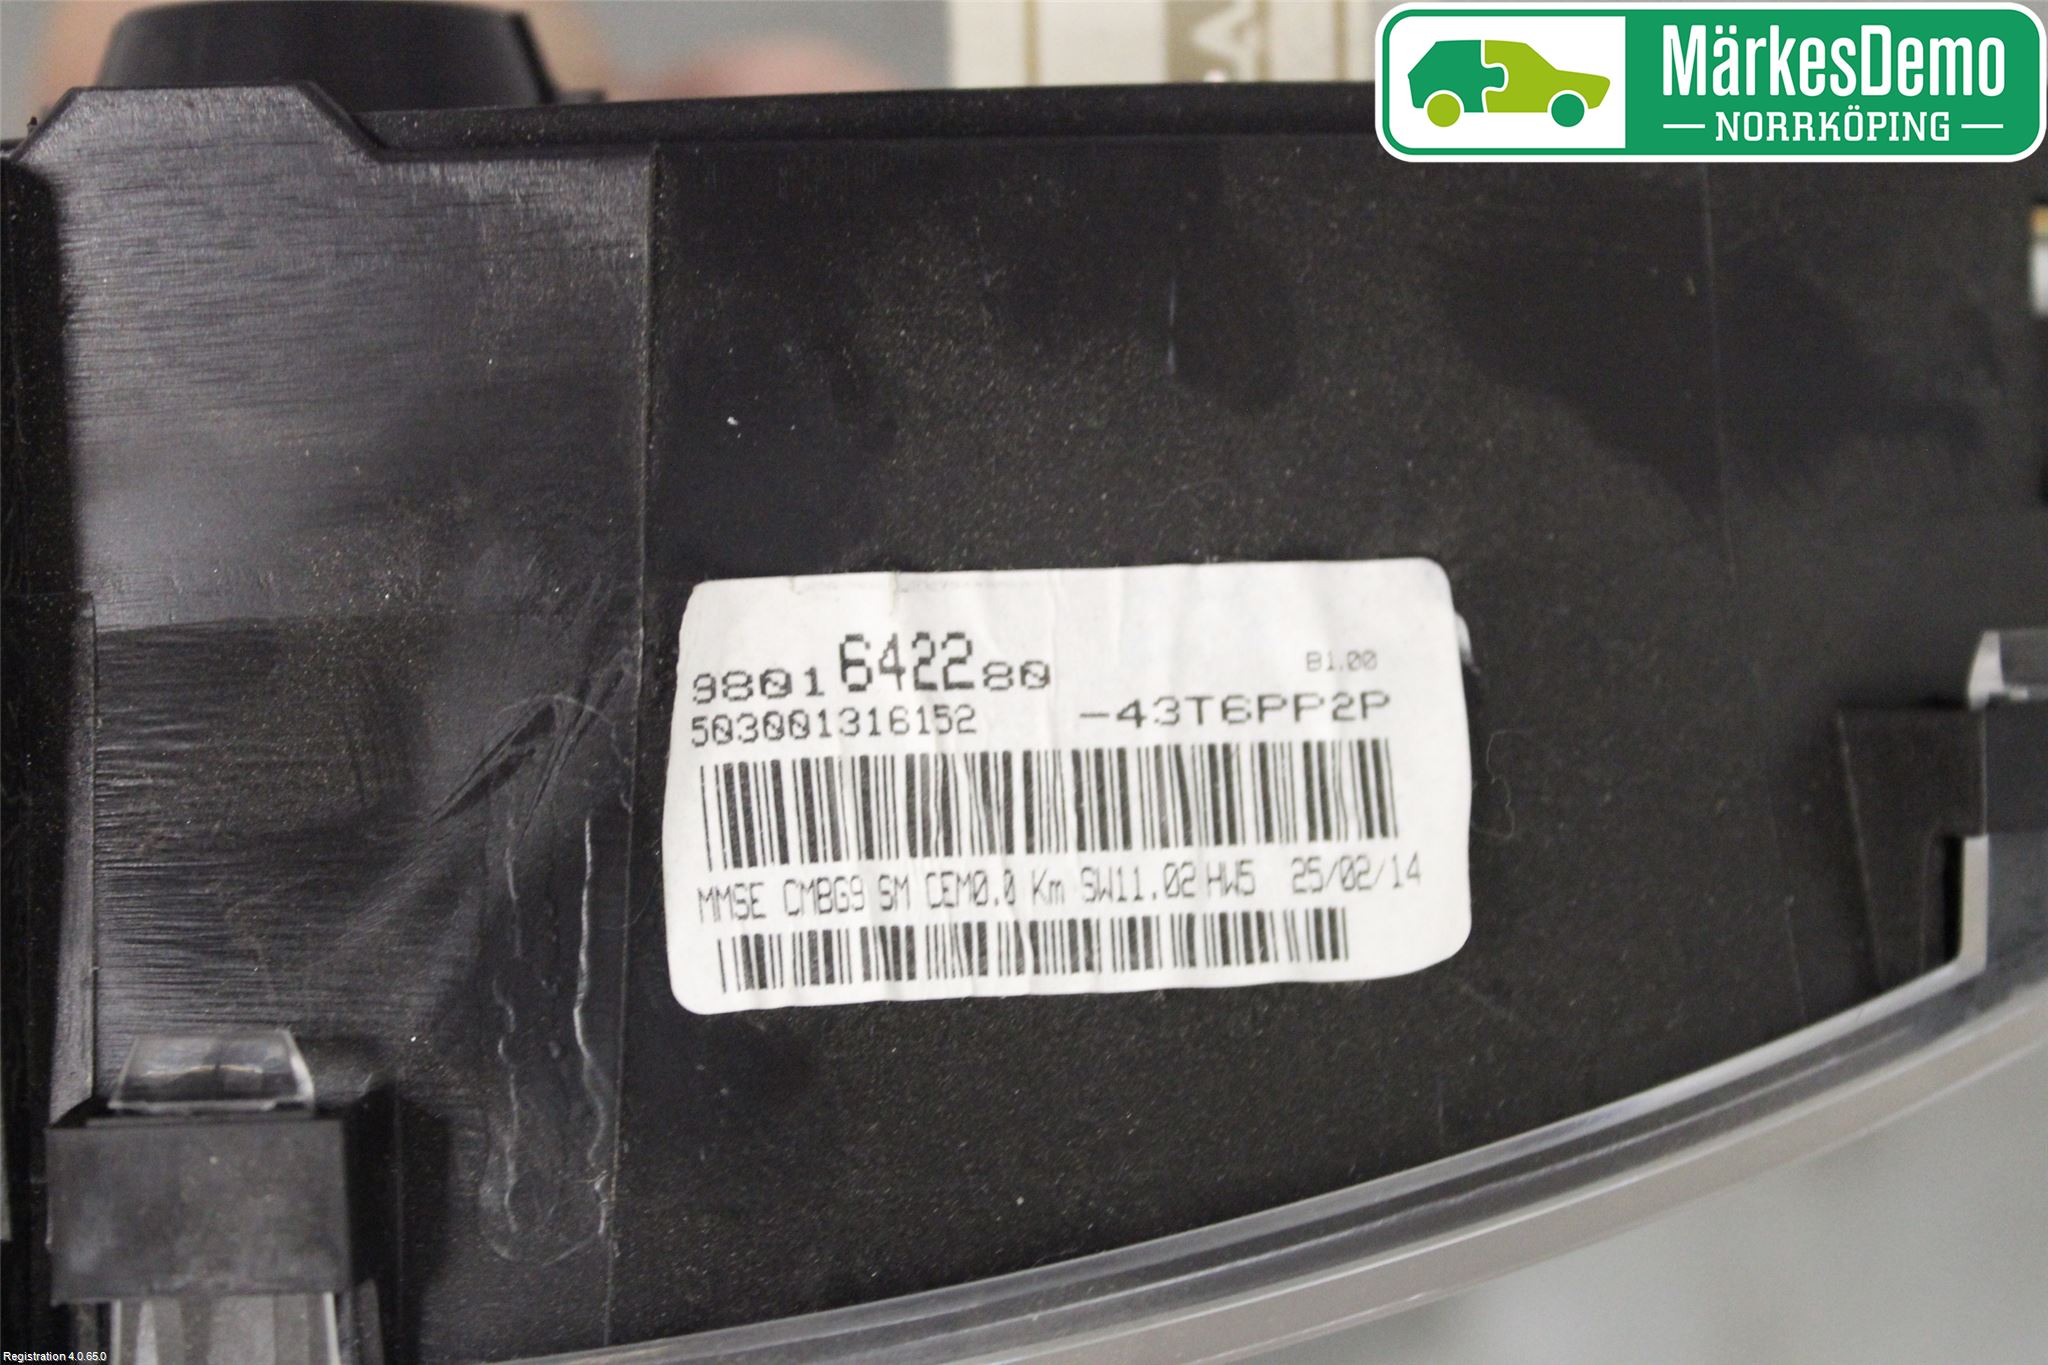 MärkesDemo
NORRKÖPING
9801642280
B1.00
503001316152
-43T6PP2P
MMSE CMBG9 SM CEM0.0 Km SW11.02 HW5 25/02/14
Registration 4.0.65.0